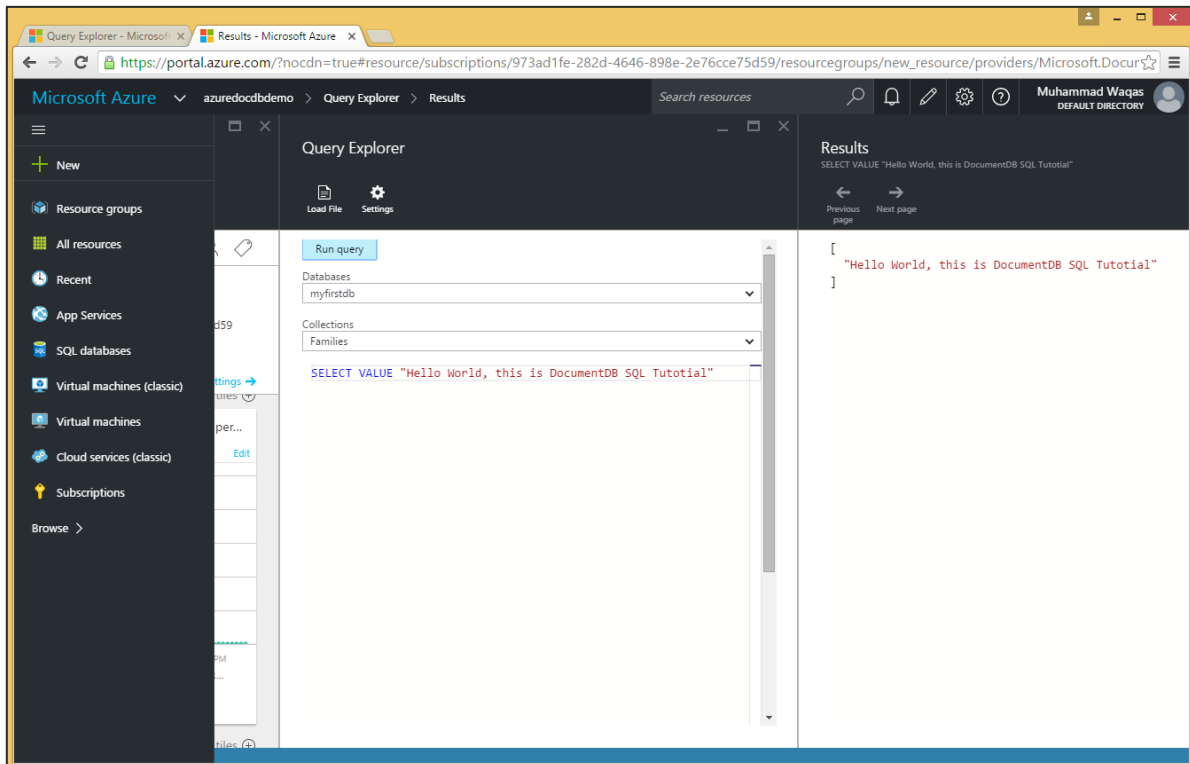 Query Explorer - Microsoft
Results - Microsoft Azure
https://portal.azure.com/?nocdn=true#resource/subscriptions/973ad1fe-282d-4646-898e-2e76cce75d59/resourcegroups/new_resource/providers/Microsoft.Docur
Microsoft Azure azuredocdbdemo > Query Explorer > Results
Search resources
Muhammad Waqas
DEFAULT DIRECTORY
New
Resource groups
All resources
Recent
App Services
SQL databases
Virtual machines (classic)
Virtual machines
Cloud services (classic)
Subscriptions
Browse >
d59
ttings →
tiles
per...
Edit
PM
...
tiles
Query Explorer
Load File Settings
Run query
Databases
myfirstdb
Collections
Families
SELECT VALUE "Hello World, this is DocumentDB SQL Tutotial"
Results
SELECT VALUE "Hello World, this is DocumentDB SQL Tutotial"
Previous page
Next page
[
"Hello World, this is DocumentDB SQL Tutotial"
]